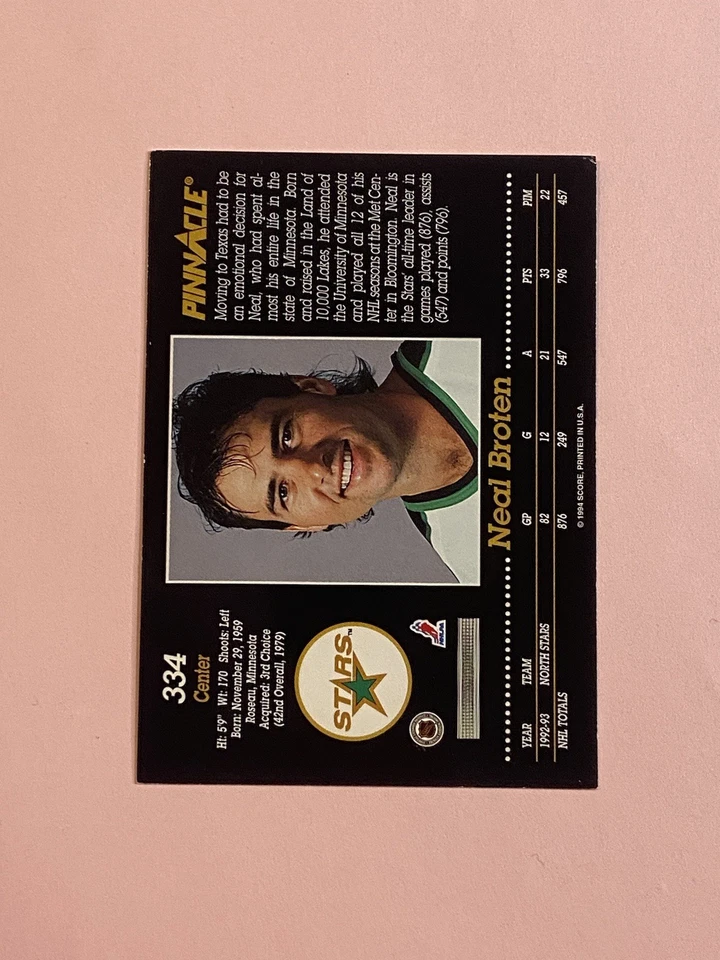 334
Center
Ht: 5'9" Wt: 170 Shoots: Left
Born: November 29, 1959
Roseau, Minnesota
Acquired: 3rd Choice
(42nd Overall, 1979)
STARS™
PINNACLE®
Moving to Texas had to be
an emotional decision for
Neal, who had spent al-
most his entire life in the
state of Minnesota. Born
and raised in the Land of
10,000 Lakes, he attended
the University of Minnesota
and played all 12 of his
NHL seasons at the Met Cen-
ter in Bloomington. Neal is
the Stars' all-time leader in
games played (876), assists
(547) and points (796).
Neal Broten
YEAR TEAM GP G A PTS PIM
1992-93 NORTH STARS 82 12 21 33 22
NHL TOTALS 876 249 547 796 457
© 1994 SCORE, PRINTED IN U.S.A.